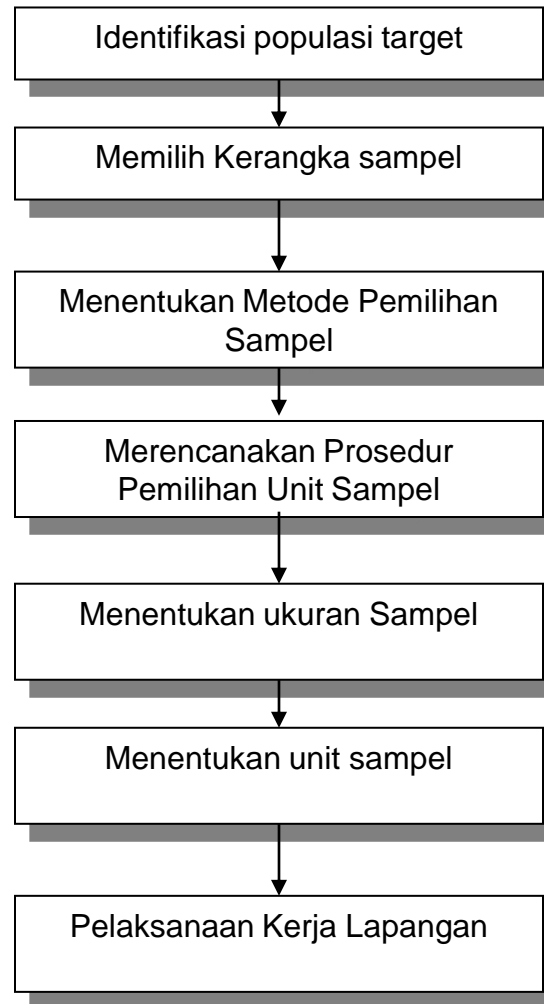 Identifikasi populasi target
Memilih Kerangka sampel
Menentukan Metode Pemilihan
Sampel
Merencanakan Prosedur
Pemilihan Unit Sampel
Menentukan ukuran Sampel
Menentukan unit sampel
Pelaksanaan Kerja Lapangan